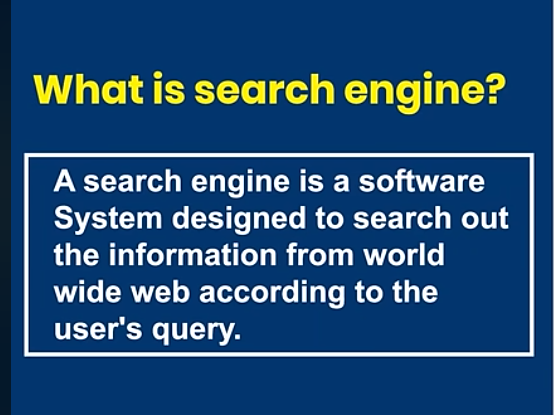 What is search engine?
A search engine is a software
System designed to search out
the information from world
wide web according to the
user's query.